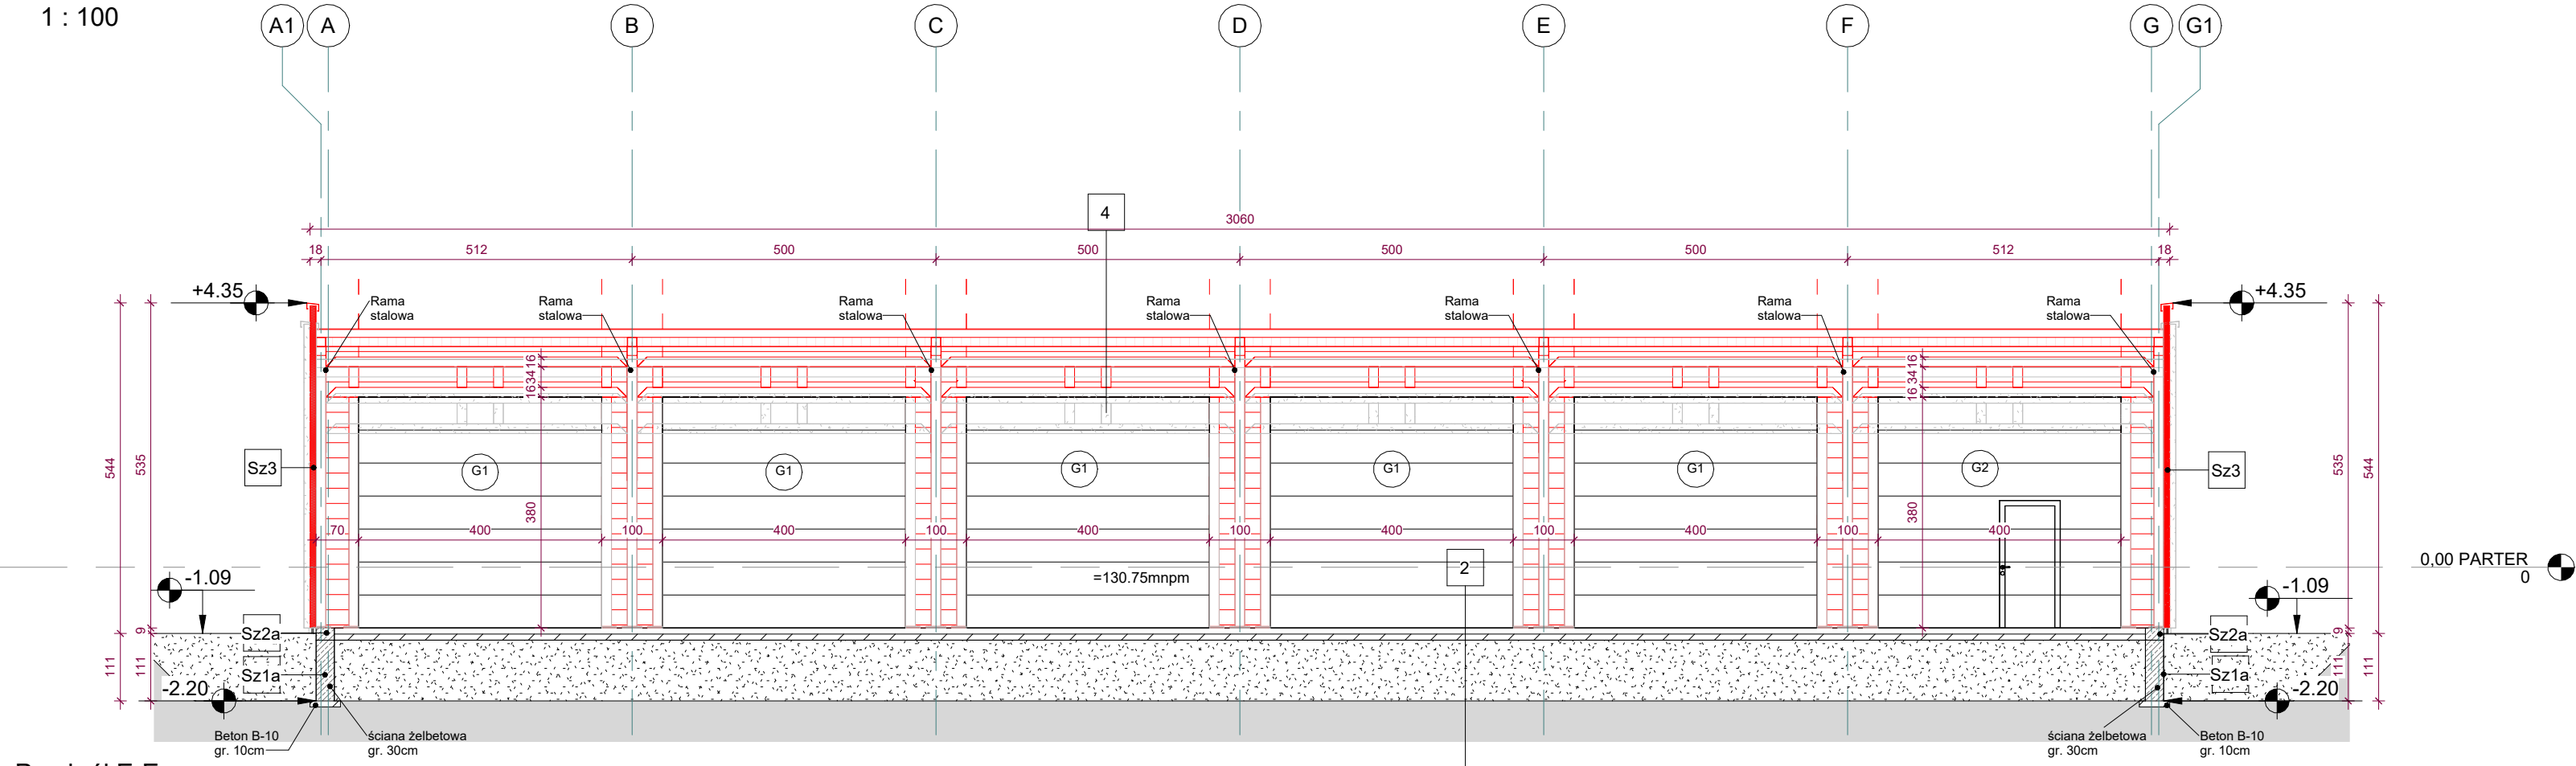 1 : 100
A1 A B C D E F G G1
4
3060
18 512 500 500 500 500 512 18
+4.35 +4.35
Rama
stalowa
Rama
stalowa
Rama
stalowa
Rama
stalowa
Rama
stalowa
Rama
stalowa
Rama
stalowa
16 34 16
16 34 16
544 535
535 544
Sz3 G1 G1 G1 G1 G1 G2 Sz3
380 380
70 400 100 400 100 400 100 400 100 400 100 400
0,00 PARTER
0
2
=130.75mnpm
-1.09 -1.09
9 9
Sz2a Sz2a
111 111 111 111
Sz1a Sz1a
-2.20 -2.20
Beton B-10
gr. 10cm
ściana żelbetowa
gr. 30cm
ściana żelbetowa
gr. 30cm
Beton B-10
gr. 10cm